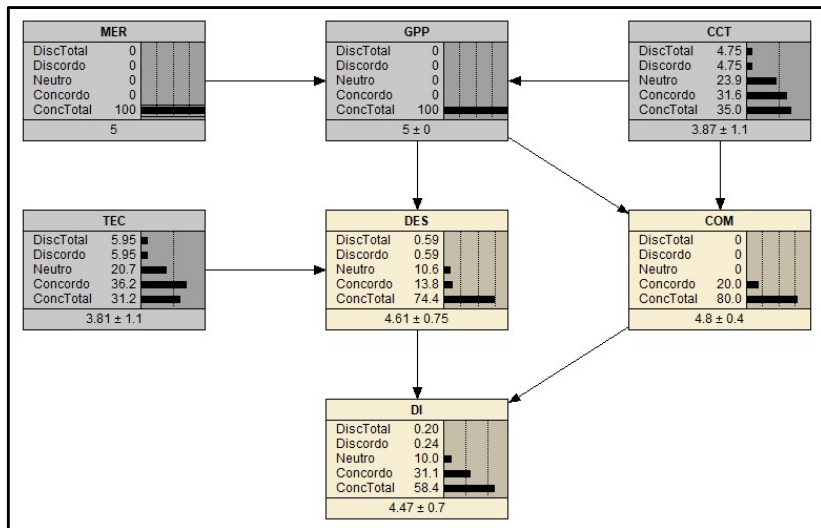 MER
DiscTotal 0
Discordo 0
Neutro 0
Concordo 0
ConcTotal 100
5
GPP
DiscTotal 0
Discordo 0
Neutro 0
Concordo 0
ConcTotal 100
5 ± 0
CCT
DiscTotal 4.75
Discordo 4.75
Neutro 23.9
Concordo 31.6
ConcTotal 35.0
3.87 ± 1.1
TEC
DiscTotal 5.95
Discordo 5.95
Neutro 20.7
Concordo 36.2
ConcTotal 31.2
3.81 ± 1.1
DES
DiscTotal 0.59
Discordo 0.59
Neutro 10.6
Concordo 13.8
ConcTotal 74.4
4.61 ± 0.75
COM
DiscTotal 0
Discordo 0
Neutro 0
Concordo 20.0
ConcTotal 80.0
4.8 ± 0.4
DI
DiscTotal 0.20
Discordo 0.24
Neutro 10.0
Concordo 31.1
ConcTotal 58.4
4.47 ± 0.7